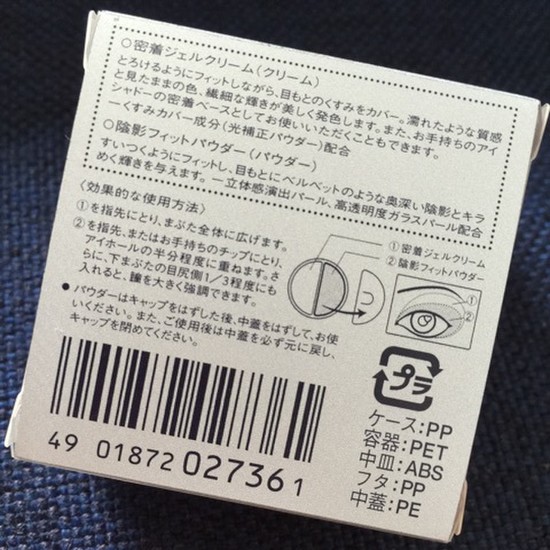 ○密着ジェルクリーム(クリーム)
とろけるようにフィットしながら、目もとのくすみをカバー。濡れたような質感
と見たままの色、繊細な輝きが美しく発色します。また、お手持ちのアイ
シャドーの密着ベースとしてお使いいただくこともできます。
―くすみカバー成分(光補正パウダー)配合
○陰影フィットパウダー(パウダー)
すいつくようにフィットし、目もとにベルベットのような奥深い陰影とキラ
めく輝きを与えます。―立体感演出パール、高透明度ガラスパール配合
〈効果的な使用方法〉
①を指先にとり、まぶた全体に広げます。
②を指先、またはお手持ちのチップにとり、
アイホールの半分程度に重ねます。さ
らに、下まぶたの目尻側1/3程度にも
入れると、瞳を大きく強調できます。
①密着ジェルクリーム
②陰影フィットパウダー
①
②
●パウダーはキャップをはずした後、中蓋をはずして、お使
いください。また、ご使用後は中蓋を必ず元に戻し、
キャップを閉めてください。
プラ
ケース:PP
容器:PET
中皿:ABS
フタ:PP
中蓋:PE
49 01872 027361